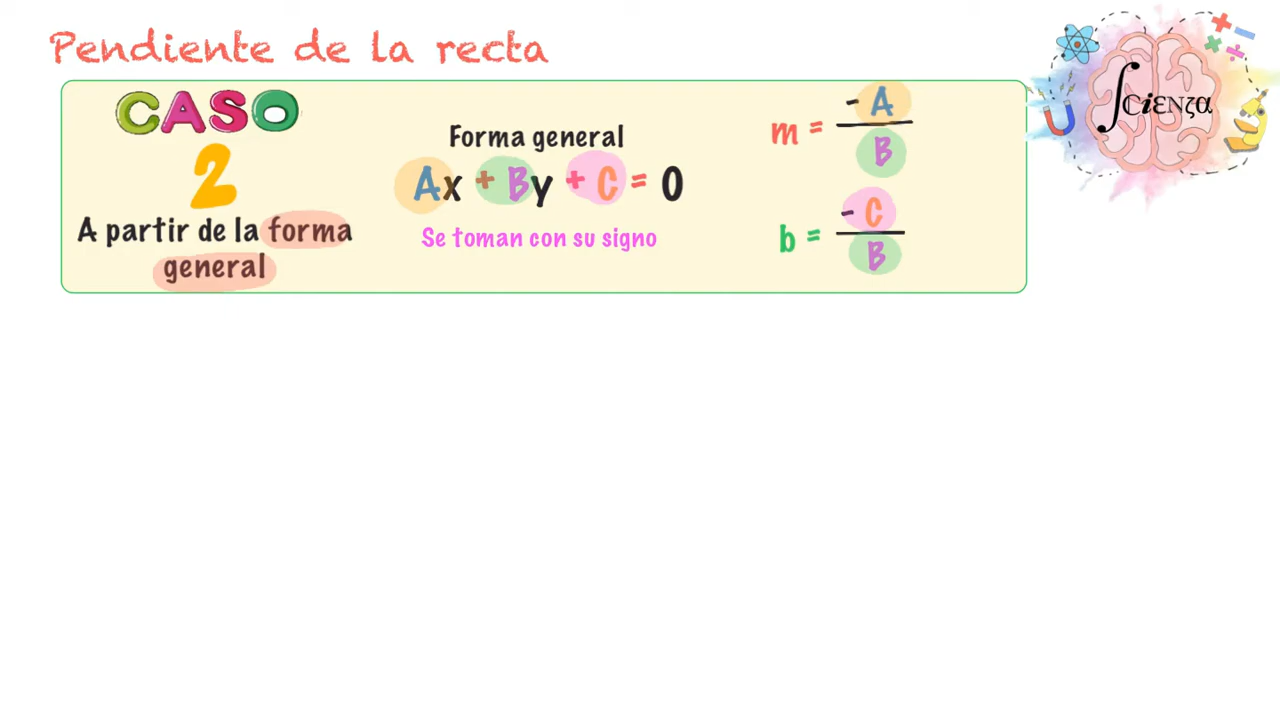 Pendiente de la recta
CASO
2
A partir de la forma
general
Forma general
Ax + By + C = 0
Se toman con su signo
m = -A
B
b = -C
B
∫CiENζα